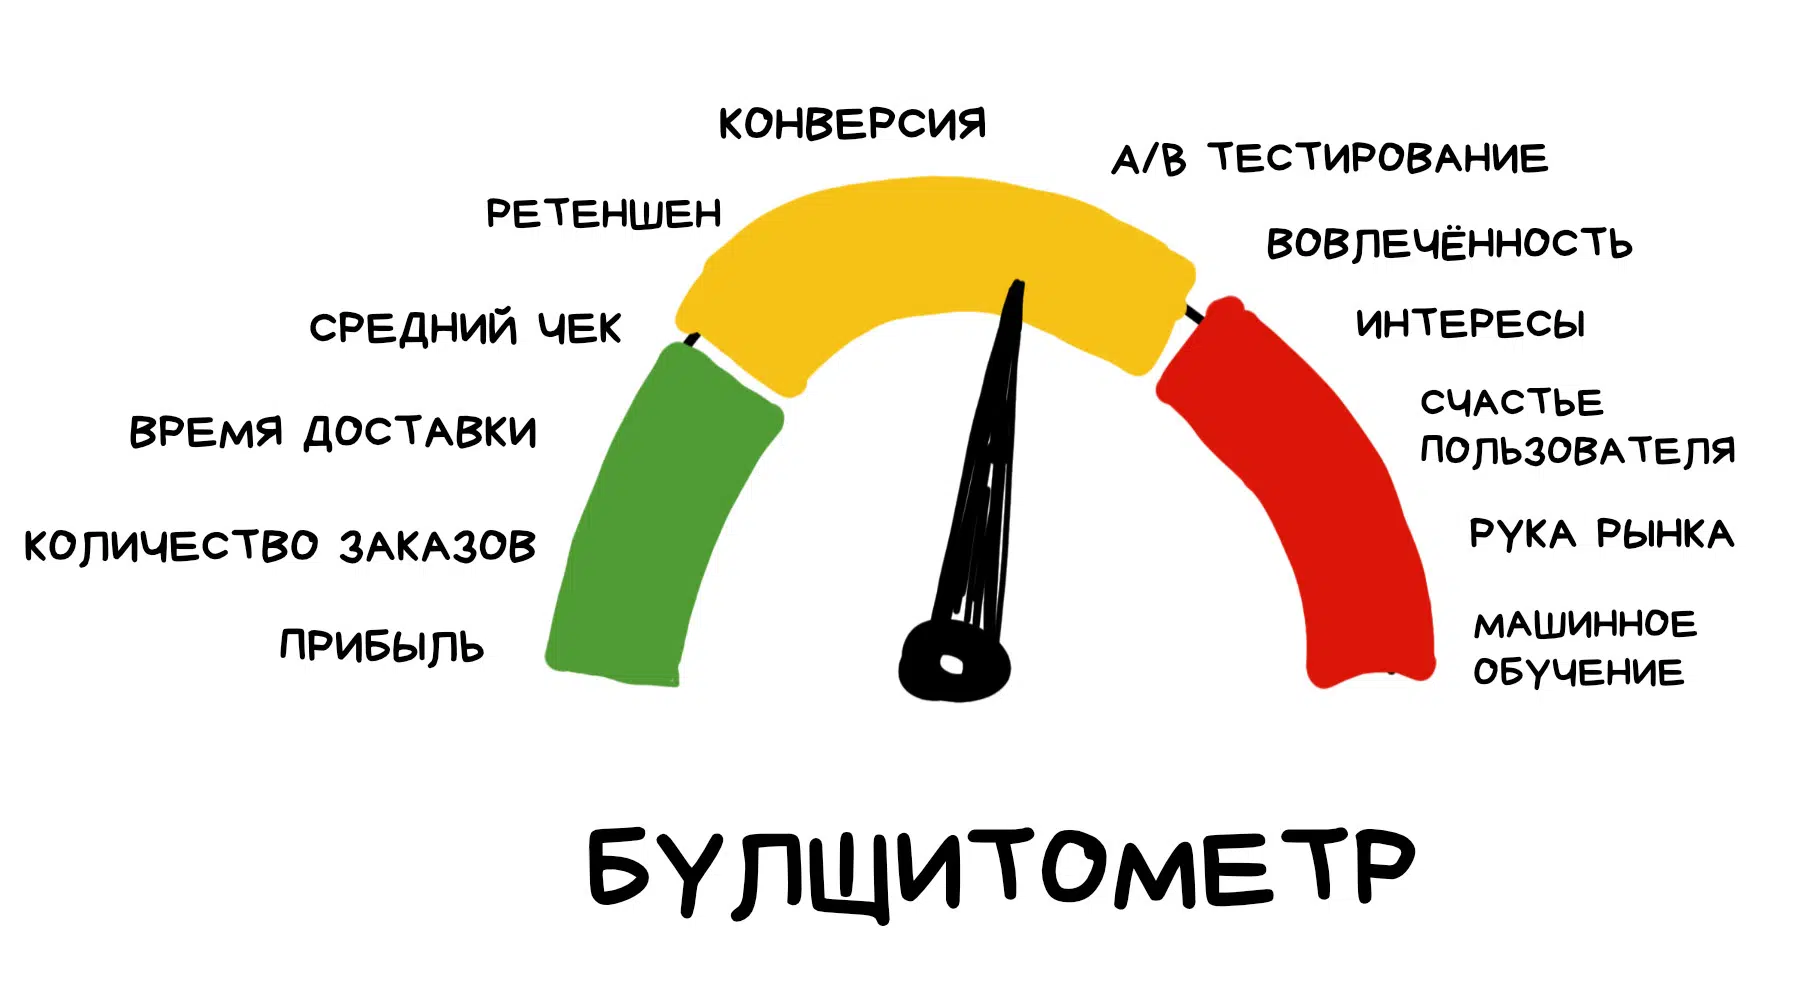 КОНВЕРСИЯ
А/В ТЕСТИРОВАНИЕ
РЕТЕНШЕН
ВОВЛЕЧЁННОСТЬ
СРЕДНИЙ ЧЕК
ИНТЕРЕСЫ
ВРЕМЯ ДОСТАВКИ
СЧАСТЬЕ
ПОЛЬЗОВАТЕЛЯ
КОЛИЧЕСТВО ЗАКАЗОВ
РУКА РЫНКА
ПРИБЫЛЬ
МАШИННОЕ
ОБУЧЕНИЕ
БУЛЩИТОМЕТР